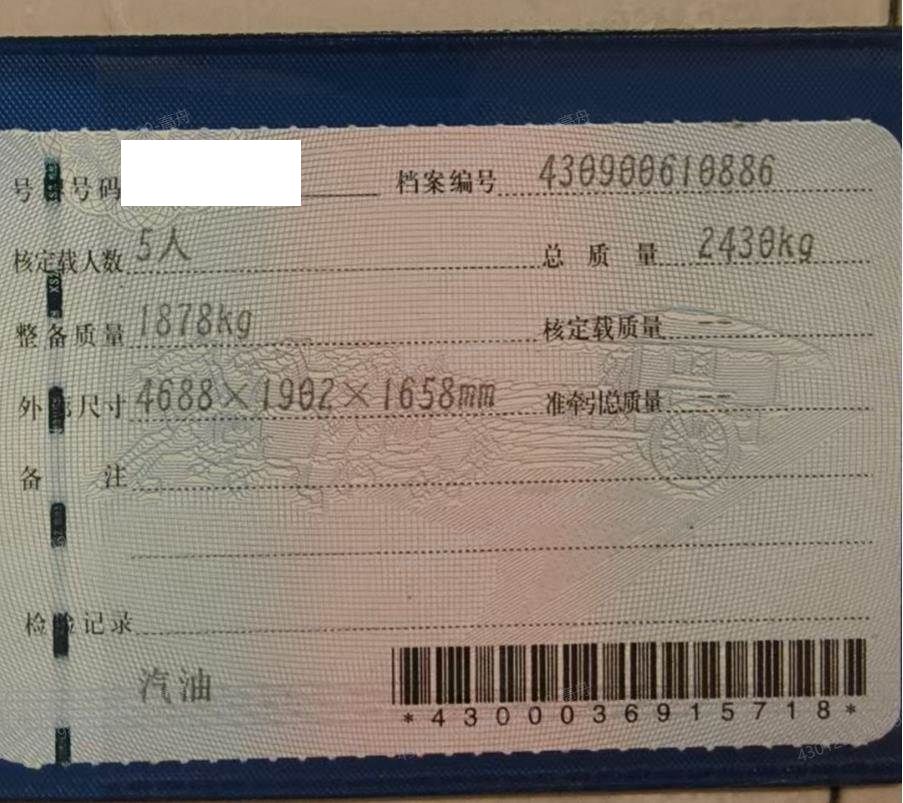 号牌号码 档案编号 430900610886
核定载人数 5人 总质量 2430kg
整备质量 1878kg 核定载质量 --
外廓尺寸 4688×1902×1658mm 准牵引总质量 --
备注
检验记录
汽油
*4300036915718*